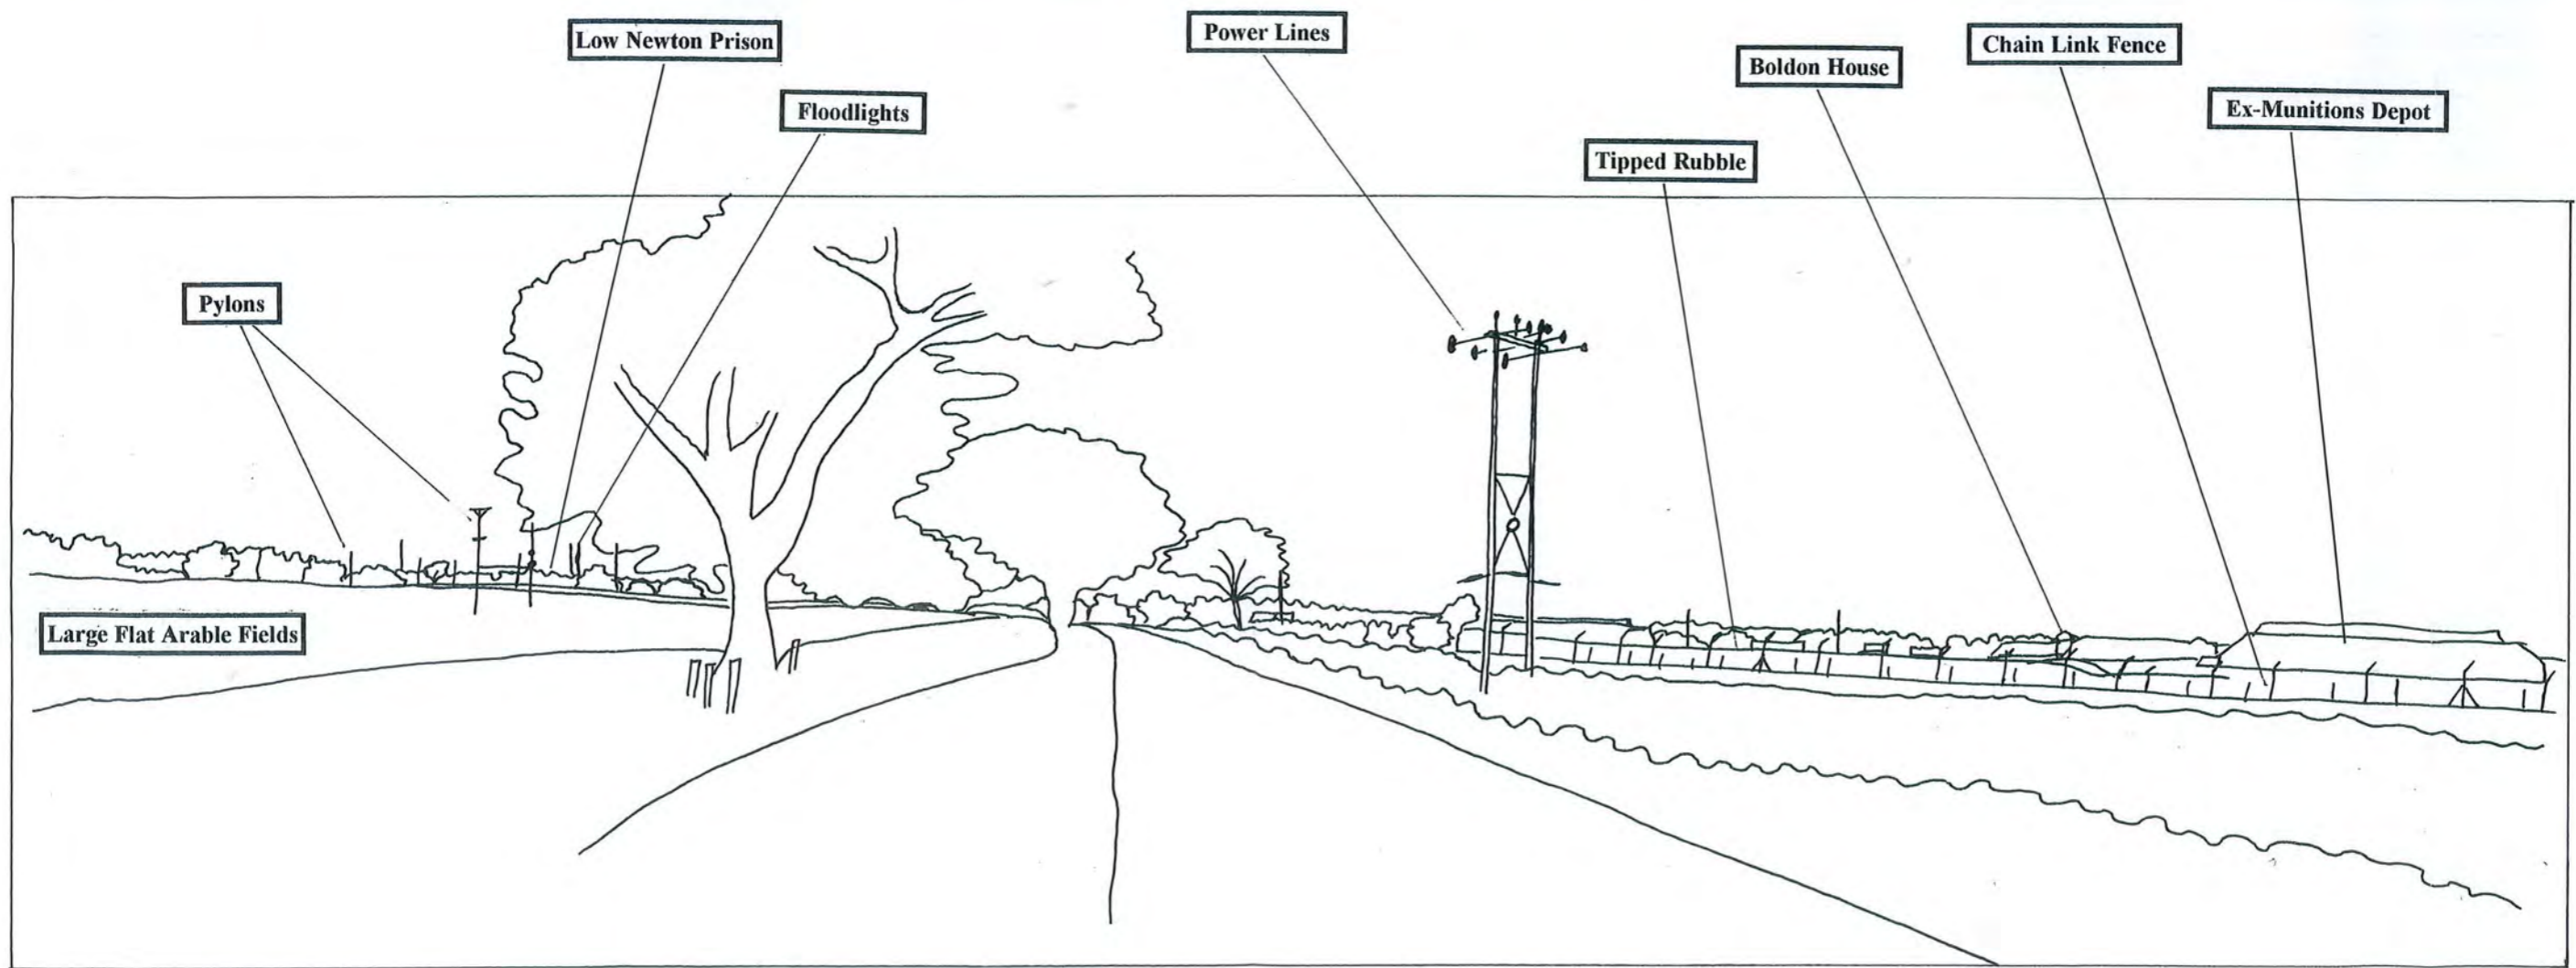 Low Newton Prison
Power Lines
Chain Link Fence
Boldon House
Floodlights
Ex-Munitions Depot
Tipped Rubble
Pylons
Large Flat Arable Fields